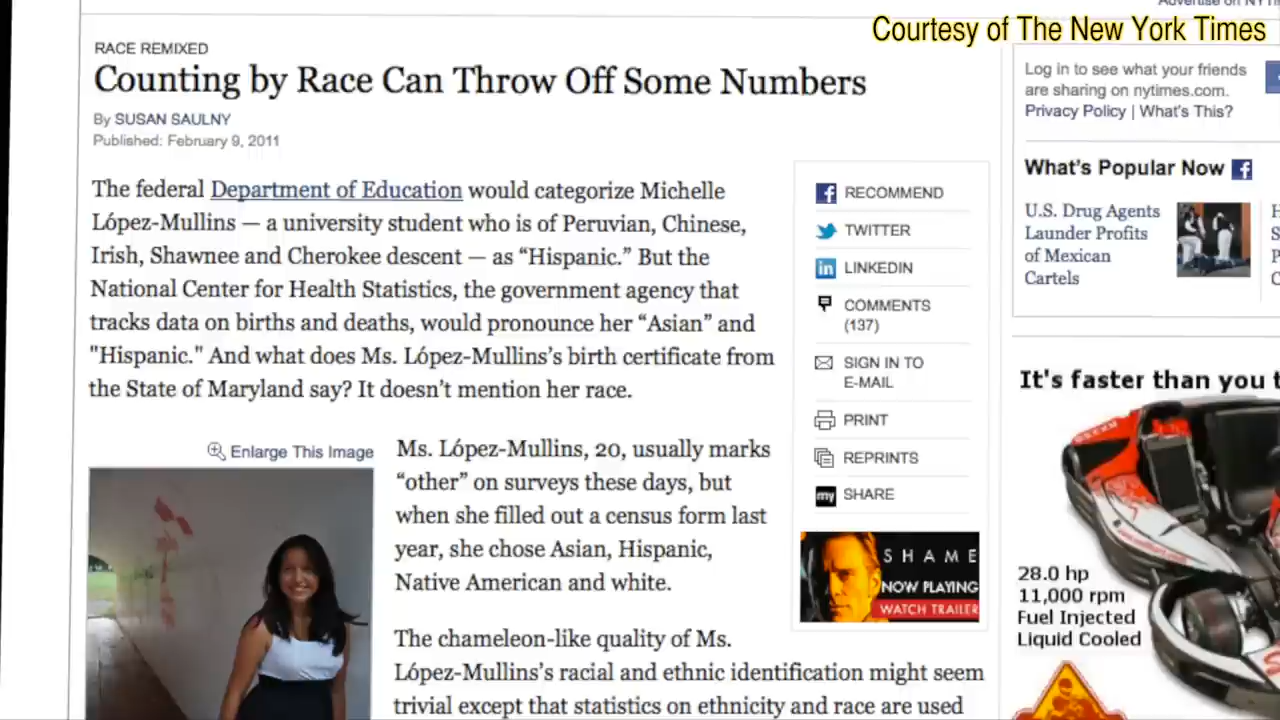 Courtesy of The New York Times
RACE REMIXED
Counting by Race Can Throw Off Some Numbers
By SUSAN SAULNY
Published: February 9, 2011
The federal Department of Education would categorize Michelle
López-Mullins — a university student who is of Peruvian, Chinese,
Irish, Shawnee and Cherokee descent — as “Hispanic.” But the
National Center for Health Statistics, the government agency that
tracks data on births and deaths, would pronounce her “Asian” and
"Hispanic." And what does Ms. López-Mullins’s birth certificate from
the State of Maryland say? It doesn’t mention her race.
Enlarge This Image
Ms. López-Mullins, 20, usually marks
“other” on surveys these days, but
when she filled out a census form last
year, she chose Asian, Hispanic,
Native American and white.
The chameleon-like quality of Ms.
López-Mullins’s racial and ethnic identification might seem
trivial except that statistics on ethnicity and race are used
RECOMMEND
TWITTER
LINKEDIN
COMMENTS
(137)
SIGN IN TO
E-MAIL
PRINT
REPRINTS
my SHARE
SHAME
NOW PLAYING
WATCH TRAILER
Log in to see what your friends
are sharing on nytimes.com.
Privacy Policy | What’s This?
What’s Popular Now
U.S. Drug Agents
Launder Profits
of Mexican
Cartels
It's faster than you t
28.0 hp
11,000 rpm
Fuel Injected
Liquid Cooled